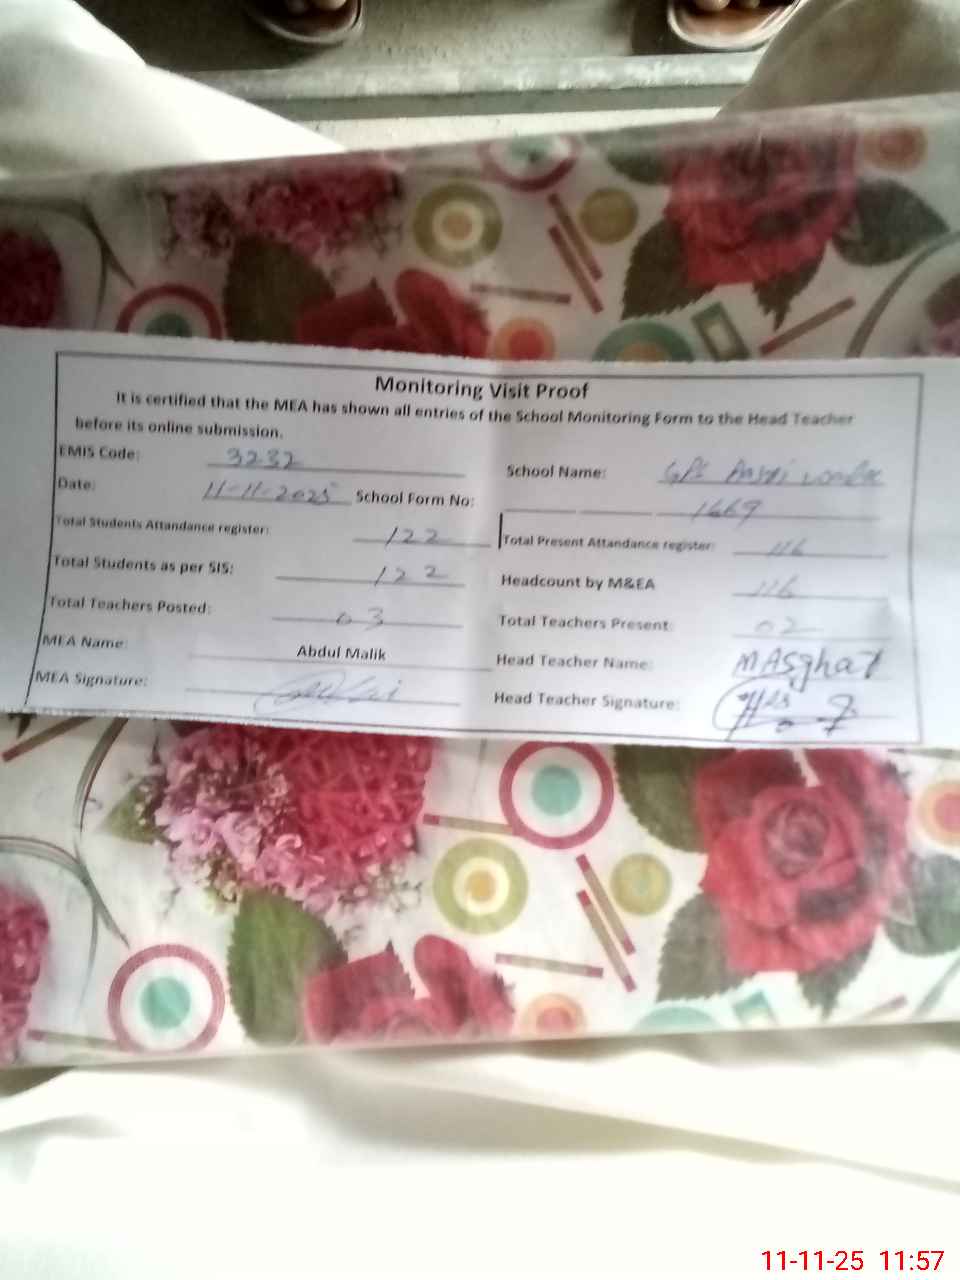 Monitoring Visit Proof
It is certified that the MEA has shown all entries of the School Monitoring Form to the Head Teacher
before its online submission.
EMIS Code: 3232 School Name: GPS
Date: 11-11-2025 School Form No: 1669
Total Students Attandance register: 122 Total Present Attandance register: 116
Total Students as per SIS: 122 Headcount by M&EA 116
Total Teachers Posted: 03 Total Teachers Present: 02
MEA Name: Abdul Malik Head Teacher Name: MAsghar
MEA Signature: Head Teacher Signature:
11-11-25 11:57